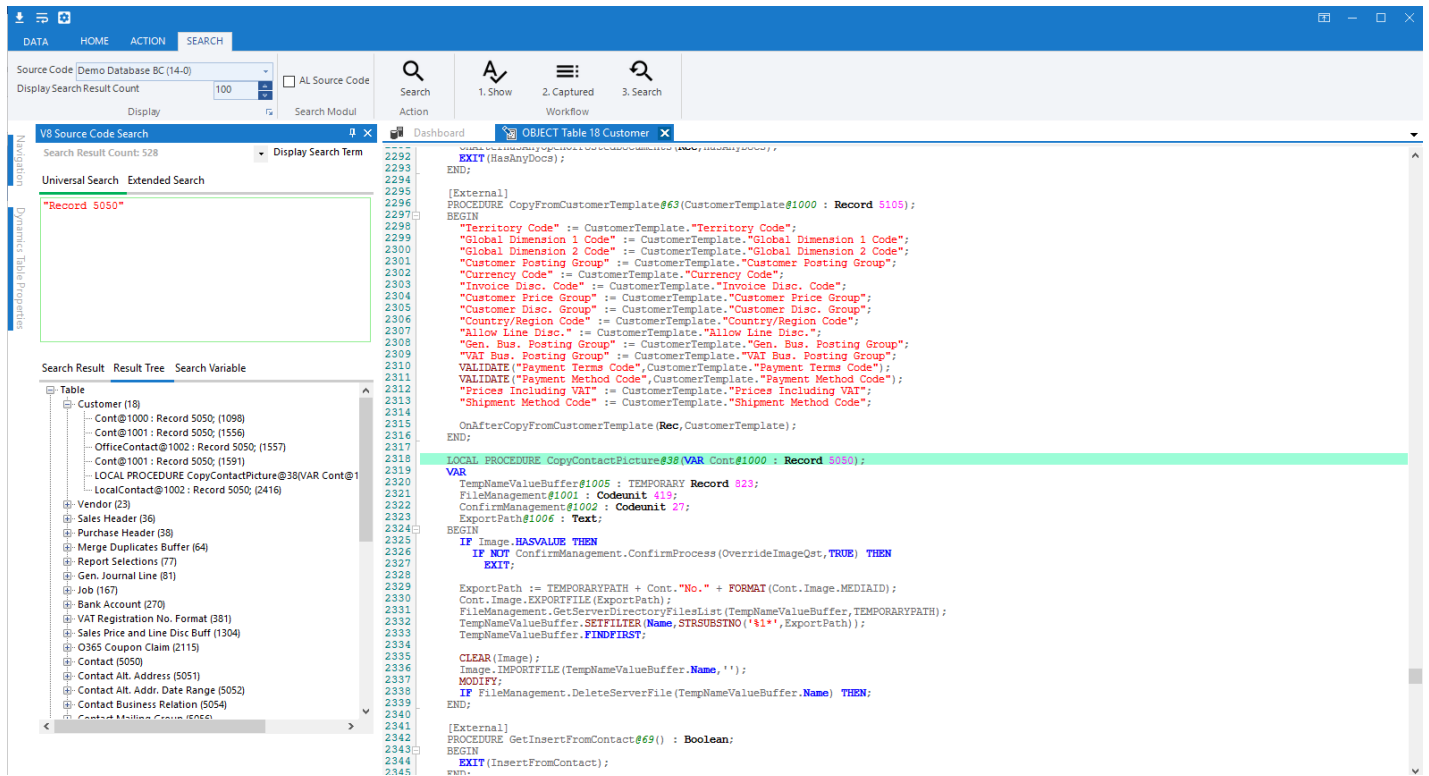 DATA HOME ACTION SEARCH
Source Code Demo Database BC (14-0)
Display Search Result Count 100
Display
AL Source Code
Search Modul
Search
Action
1. Show 2. Captured 3. Search
Workflow
Navigation
Dynamics Table Properties
V8 Source Code Search
Search Result Count: 528 Display Search Term
Universal Search Extended Search
"Record 5050"
Search Result Result Tree Search Variable
Table
Customer (18)
Cont@1000 : Record 5050; (1098)
Cont@1001 : Record 5050; (1556)
OfficeContact@1002 : Record 5050; (1557)
Cont@1001 : Record 5050; (1591)
LOCAL PROCEDURE CopyContactPicture@38(VAR Cont@1
LocalContact@1002 : Record 5050; (2416)
Vendor (23)
Sales Header (36)
Purchase Header (38)
Merge Duplicates Buffer (64)
Report Selections (77)
Gen. Journal Line (81)
Job (167)
Bank Account (270)
VAT Registration No. Format (381)
Sales Price and Line Disc Buff (1304)
O365 Coupon Claim (2115)
Contact (5050)
Contact Alt. Address (5051)
Contact Alt. Addr. Date Range (5052)
Contact Business Relation (5054)
Contact Mailing Group (5056)
Dashboard OBJECT Table 18 Customer
2292 EXIT(HasAnyDocs);
2293 END;
2294
2295 [External]
2296 PROCEDURE CopyFromCustomerTemplate@63(CustomerTemplate@1000 : Record 5105);
2297 BEGIN
2298 "Territory Code" := CustomerTemplate."Territory Code";
2299 "Global Dimension 1 Code" := CustomerTemplate."Global Dimension 1 Code";
2300 "Global Dimension 2 Code" := CustomerTemplate."Global Dimension 2 Code";
2301 "Customer Posting Group" := CustomerTemplate."Customer Posting Group";
2302 "Currency Code" := CustomerTemplate."Currency Code";
2303 "Invoice Disc. Code" := CustomerTemplate."Invoice Disc. Code";
2304 "Customer Price Group" := CustomerTemplate."Customer Price Group";
2305 "Customer Disc. Group" := CustomerTemplate."Customer Disc. Group";
2306 "Country/Region Code" := CustomerTemplate."Country/Region Code";
2307 "Allow Line Disc." := CustomerTemplate."Allow Line Disc.";
2308 "Gen. Bus. Posting Group" := CustomerTemplate."Gen. Bus. Posting Group";
2309 "VAT Bus. Posting Group" := CustomerTemplate."VAT Bus. Posting Group";
2310 VALIDATE("Payment Terms Code",CustomerTemplate."Payment Terms Code");
2311 VALIDATE("Payment Method Code",CustomerTemplate."Payment Method Code");
2312 "Prices Including VAT" := CustomerTemplate."Prices Including VAT";
2313 "Shipment Method Code" := CustomerTemplate."Shipment Method Code";
2314
2315 OnAfterCopyFromCustomerTemplate(Rec,CustomerTemplate);
2316 END;
2317
2318 LOCAL PROCEDURE CopyContactPicture@38(VAR Cont@1000 : Record 5050);
2319 VAR
2320 TempNameValueBuffer@1005 : TEMPORARY Record 823;
2321 FileManagement@1001 : Codeunit 419;
2322 ConfirmManagement@1002 : Codeunit 27;
2323 ExportPath@1006 : Text;
2324 BEGIN
2325 IF Image.HASVALUE THEN
2326 IF NOT ConfirmManagement.ConfirmProcess(OverrideImageQst,TRUE) THEN
2327 EXIT;
2328
2329 ExportPath := TEMPORARYPATH + Cont."No." + FORMAT(Cont.Image.MEDIAID);
2330 Cont.Image.EXPORTFILE(ExportPath);
2331 FileManagement.GetServerDirectoryFilesList(TempNameValueBuffer,TEMPORARYPATH);
2332 TempNameValueBuffer.SETFILTER(Name,STRSUBSTNO('%1*',ExportPath));
2333 TempNameValueBuffer.FINDFIRST;
2334
2335 CLEAR(Image);
2336 Image.IMPORTFILE(TempNameValueBuffer.Name,'');
2337 MODIFY;
2338 IF FileManagement.DeleteServerFile(TempNameValueBuffer.Name) THEN;
2339 END;
2340
2341 [External]
2342 PROCEDURE GetInsertFromContact@69() : Boolean;
2343 BEGIN
2344 EXIT(InsertFromContact);
2345 END;